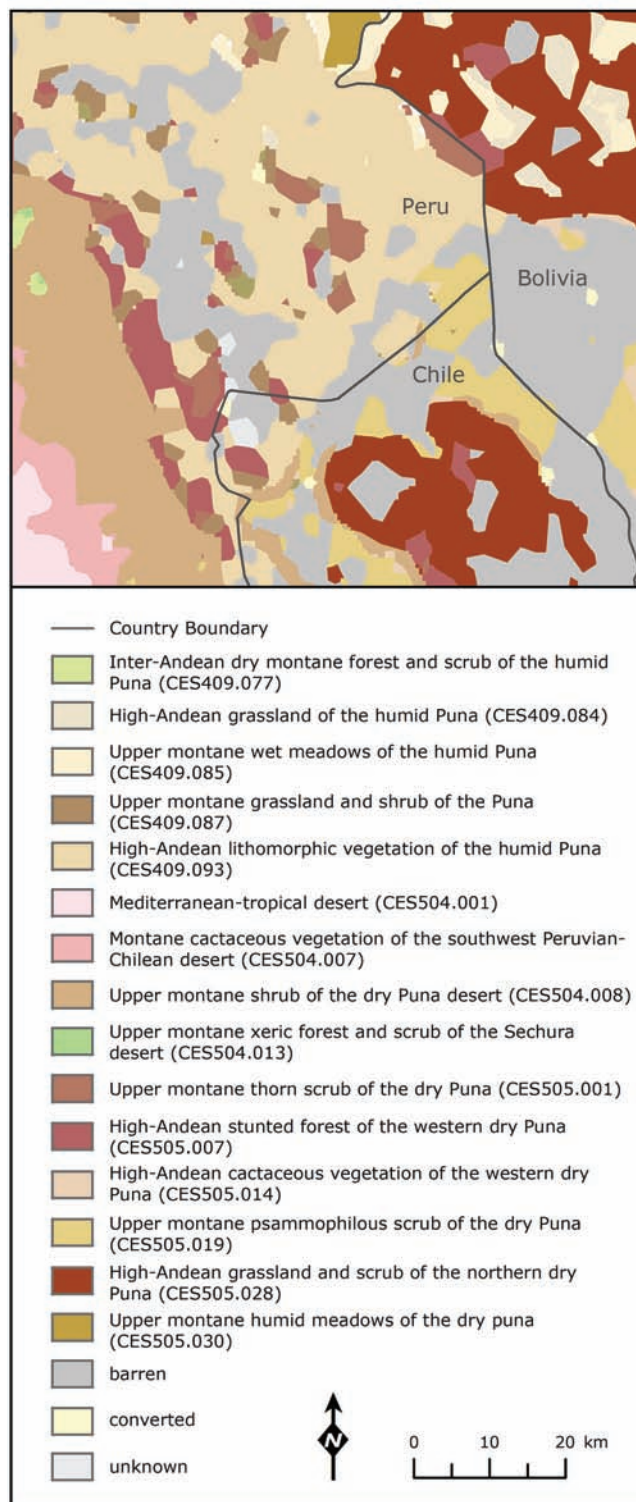 Peru
Bolivia
Chile
Country Boundary
Inter-Andean dry montane forest and scrub of the humid
Puna (CES409.077)
High-Andean grassland of the humid Puna (CES409.084)
Upper montane wet meadows of the humid Puna
(CES409.085)
Upper montane grassland and shrub of the Puna
(CES409.087)
High-Andean lithomorphic vegetation of the humid Puna
(CES409.093)
Mediterranean-tropical desert (CES504.001)
Montane cactaceous vegetation of the southwest Peruvian-
Chilean desert (CES504.007)
Upper montane shrub of the dry Puna desert (CES504.008)
Upper montane xeric forest and scrub of the Sechura
desert (CES504.013)
Upper montane thorn scrub of the dry Puna (CES505.001)
High-Andean stunted forest of the western dry Puna
(CES505.007)
High-Andean cactaceous vegetation of the western dry
Puna (CES505.014)
Upper montane psammophilous scrub of the dry Puna
(CES505.019)
High-Andean grassland and scrub of the northern dry
Puna (CES505.028)
Upper montane humid meadows of the dry puna
(CES505.030)
barren
converted
unknown
N
0 10 20 km